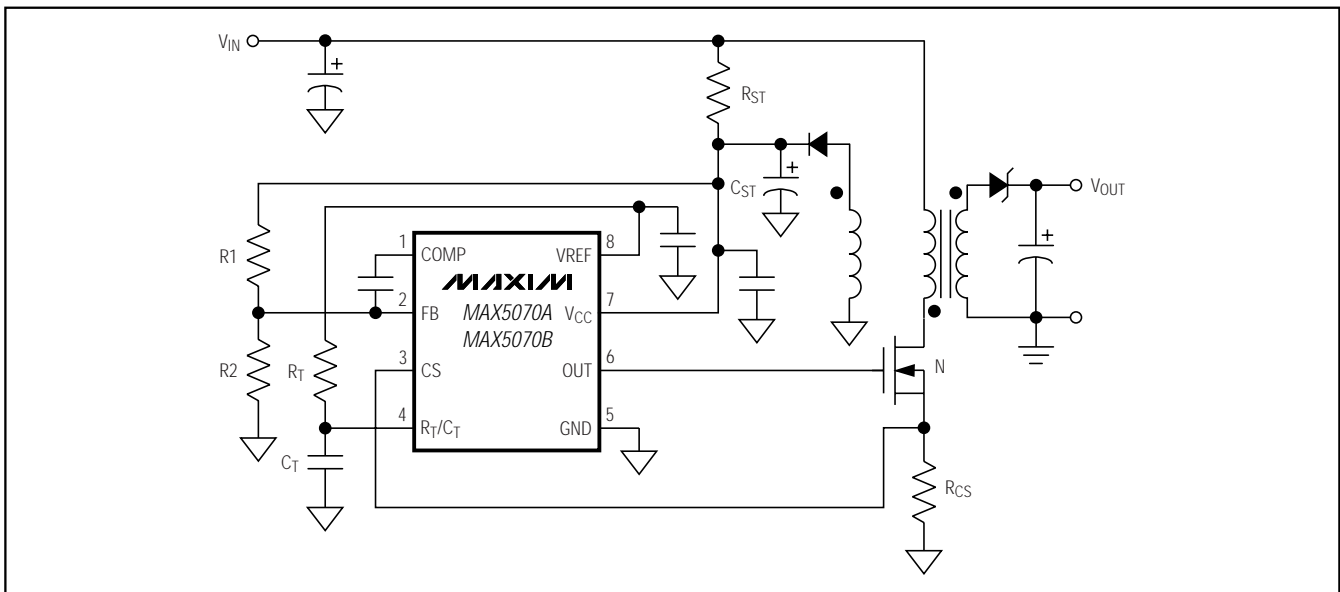 VIN
+
RST
+
CST
VOUT
+
R1
1
COMP
8
VREF
MAXIM
2
FB
MAX5070A
MAX5070B
7
VCC
R2
RT
3
CS
6
OUT
N
4
RT/CT
5
GND
CT
RCS